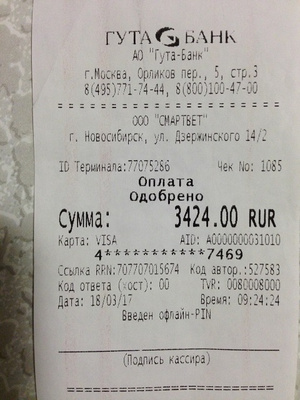 ГУТА БАНК
АО "Гута-Банк"
г.Москва, Орликов пер., 5, стр.3
8(495)771-74-44, 8(800)100-47-00
ООО "СМАРТВЕТ"
г. Новосибирск, ул. Дзержинского 14/2
ID Терминала:77075286 Чек No: 1085
Оплата
Одобрено
Сумма: 3424.00 RUR
Карта: VISA AID: A0000000031010
4***********7469
Ссылка RRN:707707015674 Код автор.:527583
Код ответа (хост): 00 TVR: 0080008000
Дата: 18/03/17 Время: 09:24:24
Введен офлайн-PIN
(Подпись кассира)